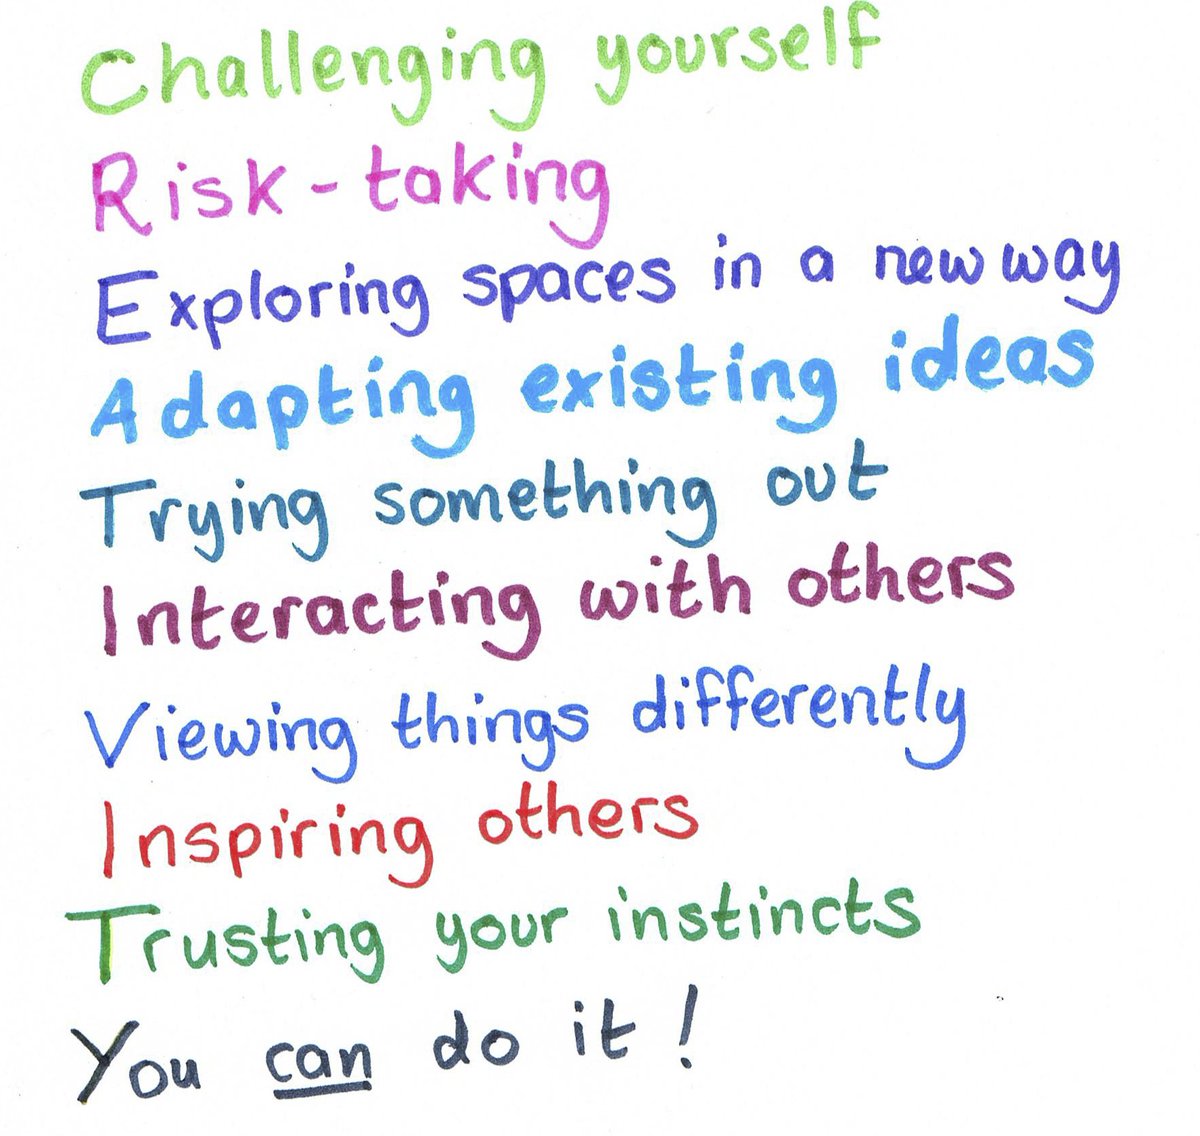 Challenging yourself
Risk-taking
Exploring spaces in a new way
Adapting existing ideas
Trying something out
Interacting with others
Viewing things differently
Inspiring others
Trusting your instincts
You can do it!